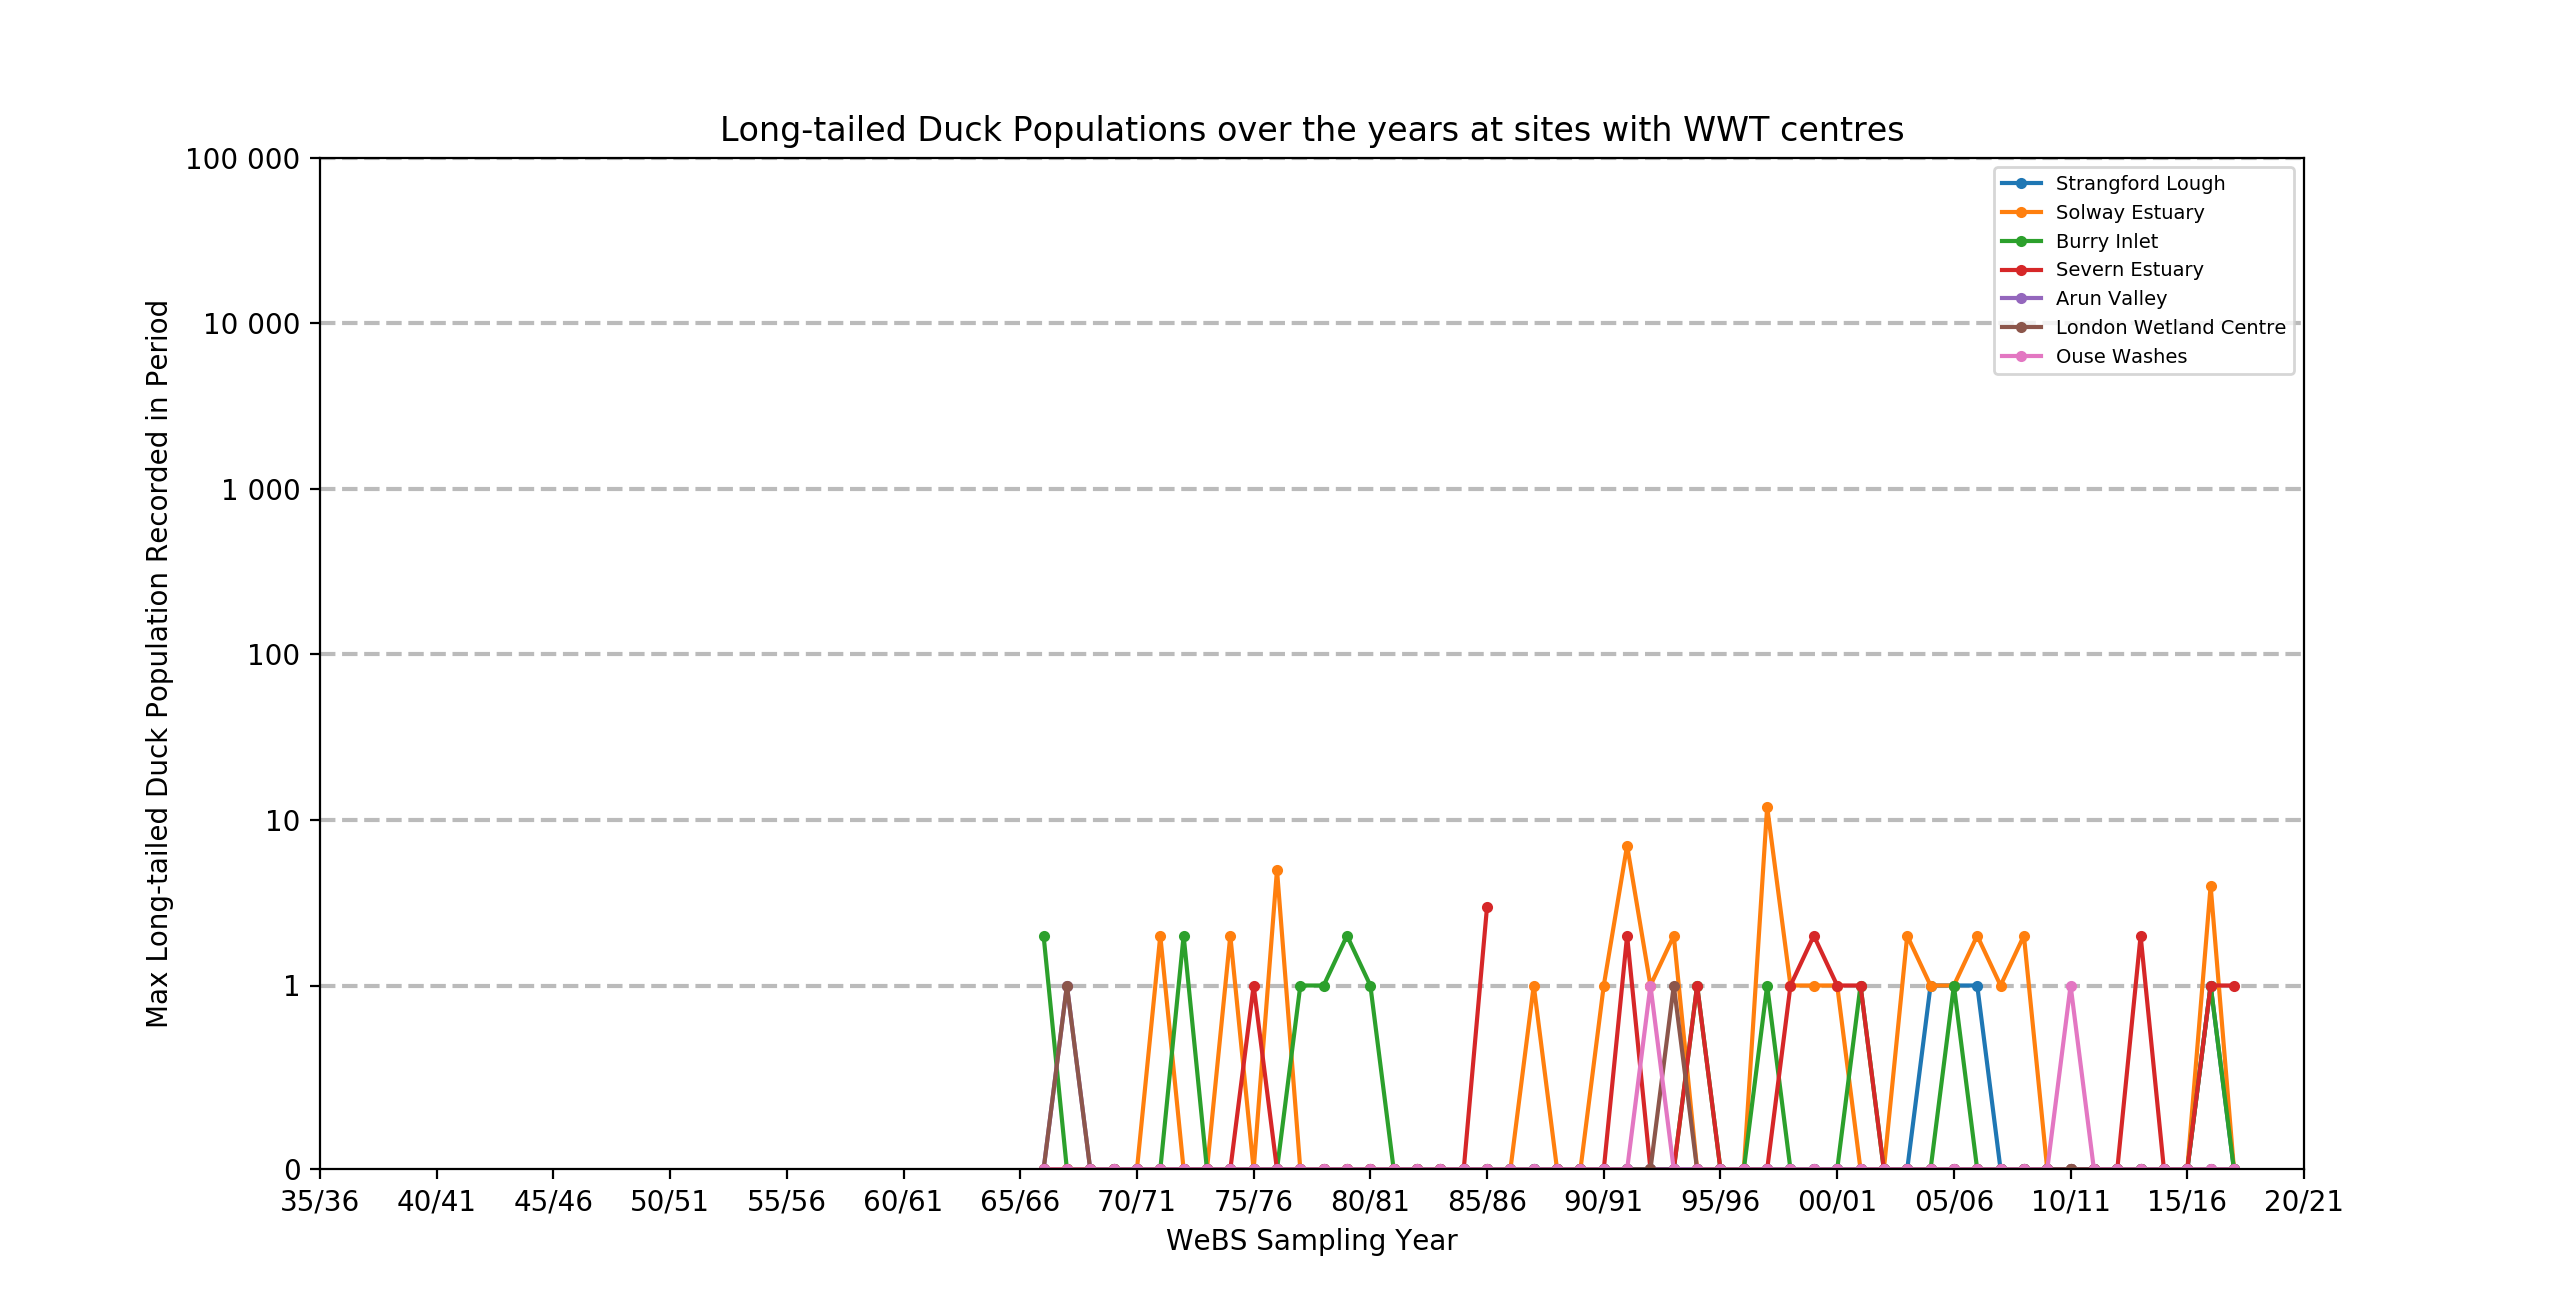 Long-tailed Duck Populations over the years at sites with WWT centres
100 000
10 000
1 000
100
10
1
0
Max Long-tailed Duck Population Recorded in Period
Strangford Lough
Solway Estuary
Burry Inlet
Severn Estuary
Arun Valley
London Wetland Centre
Ouse Washes
35/36 40/41 45/46 50/51 55/56 60/61 65/66 70/71 75/76 80/81 85/86 90/91 95/96 00/01 05/06 10/11 15/16 20/21
WeBS Sampling Year